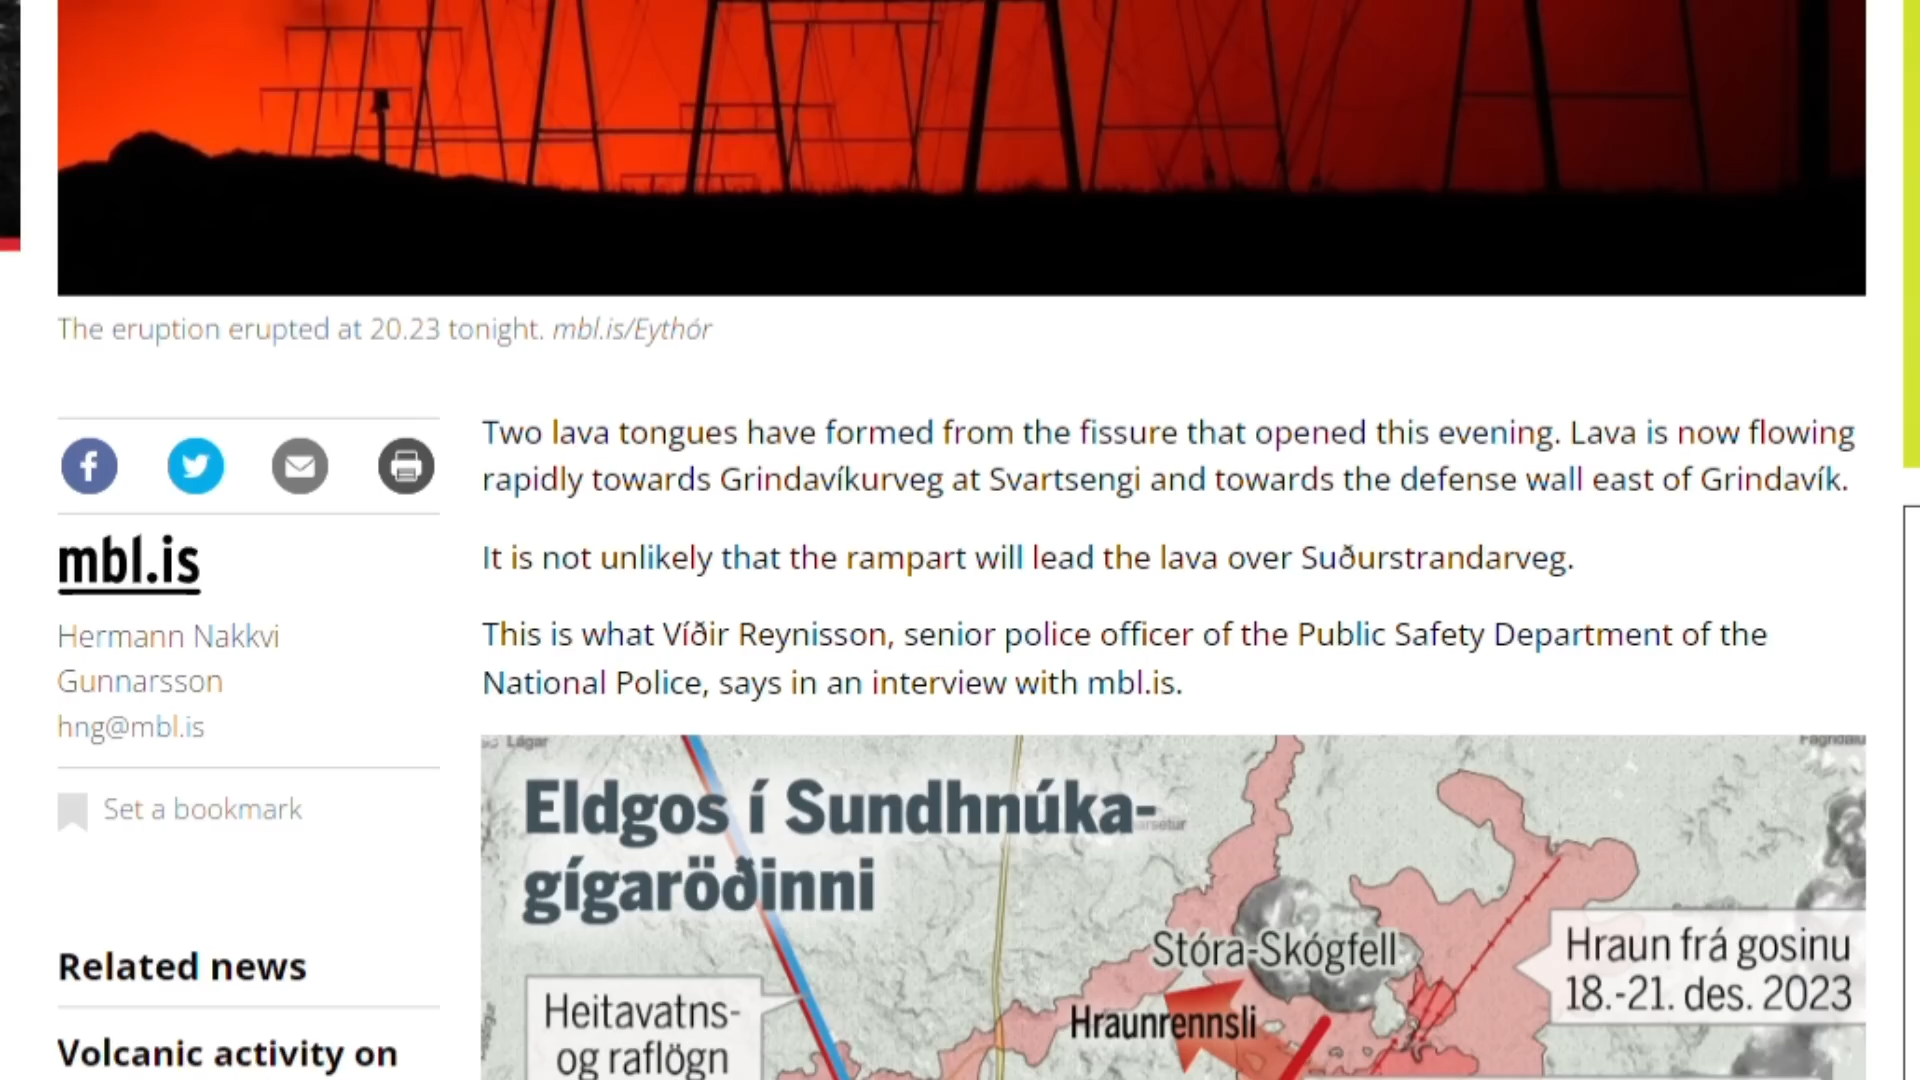 The eruption erupted at 20.23 tonight. mbl.is/Eythór
Two lava tongues have formed from the fissure that opened this evening. Lava is now flowing
rapidly towards Grindavíkurveg at Svartsengi and towards the defense wall east of Grindavík.
It is not unlikely that the rampart will lead the lava over Suðurstrandarveg.
This is what Víðir Reynisson, senior police officer of the Public Safety Department of the
National Police, says in an interview with mbl.is.
mbl.is
Hermann Nakkvi
Gunnarsson
hng@mbl.is
Set a bookmark
Related news
Volcanic activity on
Lágar
Eldgos í Sundhnúka-
gígaröðinni
Stóra-Skógfell
Hraun frá gosinu
18.-21. des. 2023
Heitavatns-
og raflögn
Hraunrennsli